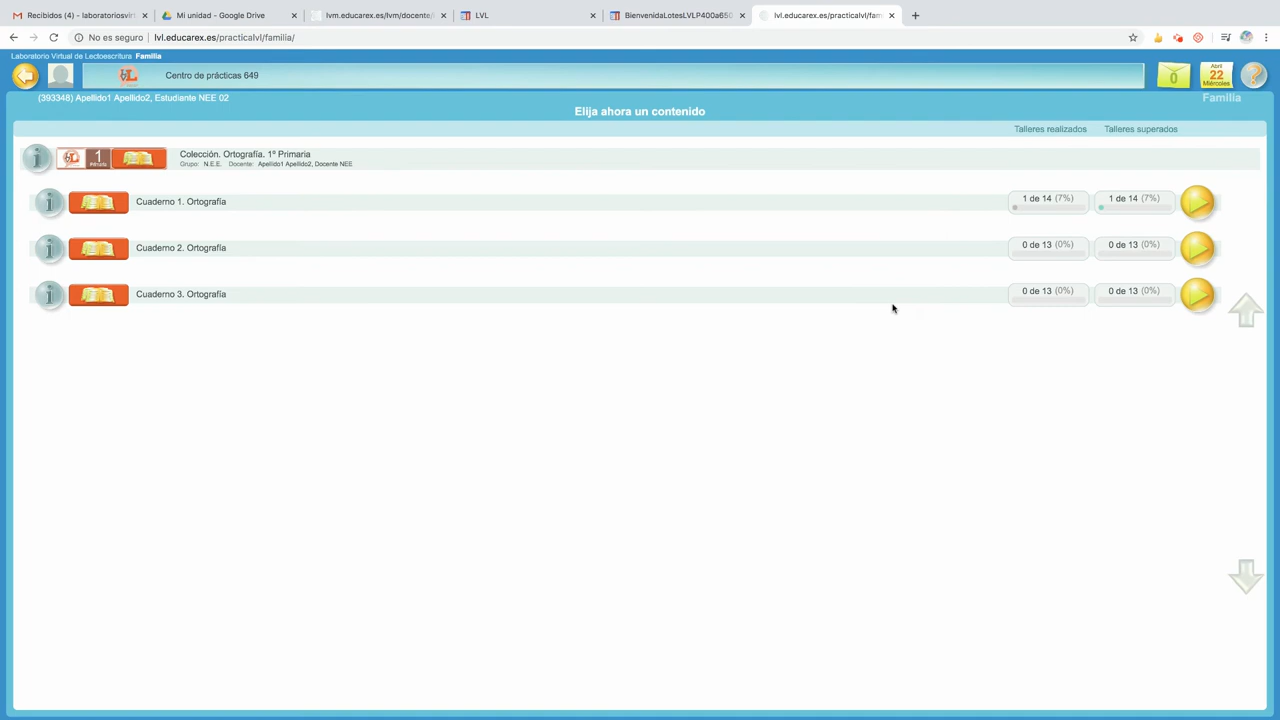 Recibidos (4) - laboratoriosvir
Mi unidad - Google Drive
lvm.educarex.es/lvm/docente/
LVL
BienvenidaLotesLVLP400a650
lvl.educarex.es/practicalvl/fam
No es seguro
lvl.educarex.es/practicalvl/familia/
Laboratorio Virtual de Lectoescritura Familia
Centro de prácticas 649
0
Abril
22
Miércoles
?
(393348) Apellido1 Apellido2, Estudiante NEE 02
Familia
Elija ahora un contenido
Talleres realizados
Talleres superados
1
Primaria
Colección. Ortografía. 1º Primaria
Grupo: N.E.E. Docente: Apellido1 Apellido2, Docente NEE
Cuaderno 1. Ortografía
1 de 14 (7%)
1 de 14 (7%)
Cuaderno 2. Ortografía
0 de 13 (0%)
0 de 13 (0%)
Cuaderno 3. Ortografía
0 de 13 (0%)
0 de 13 (0%)